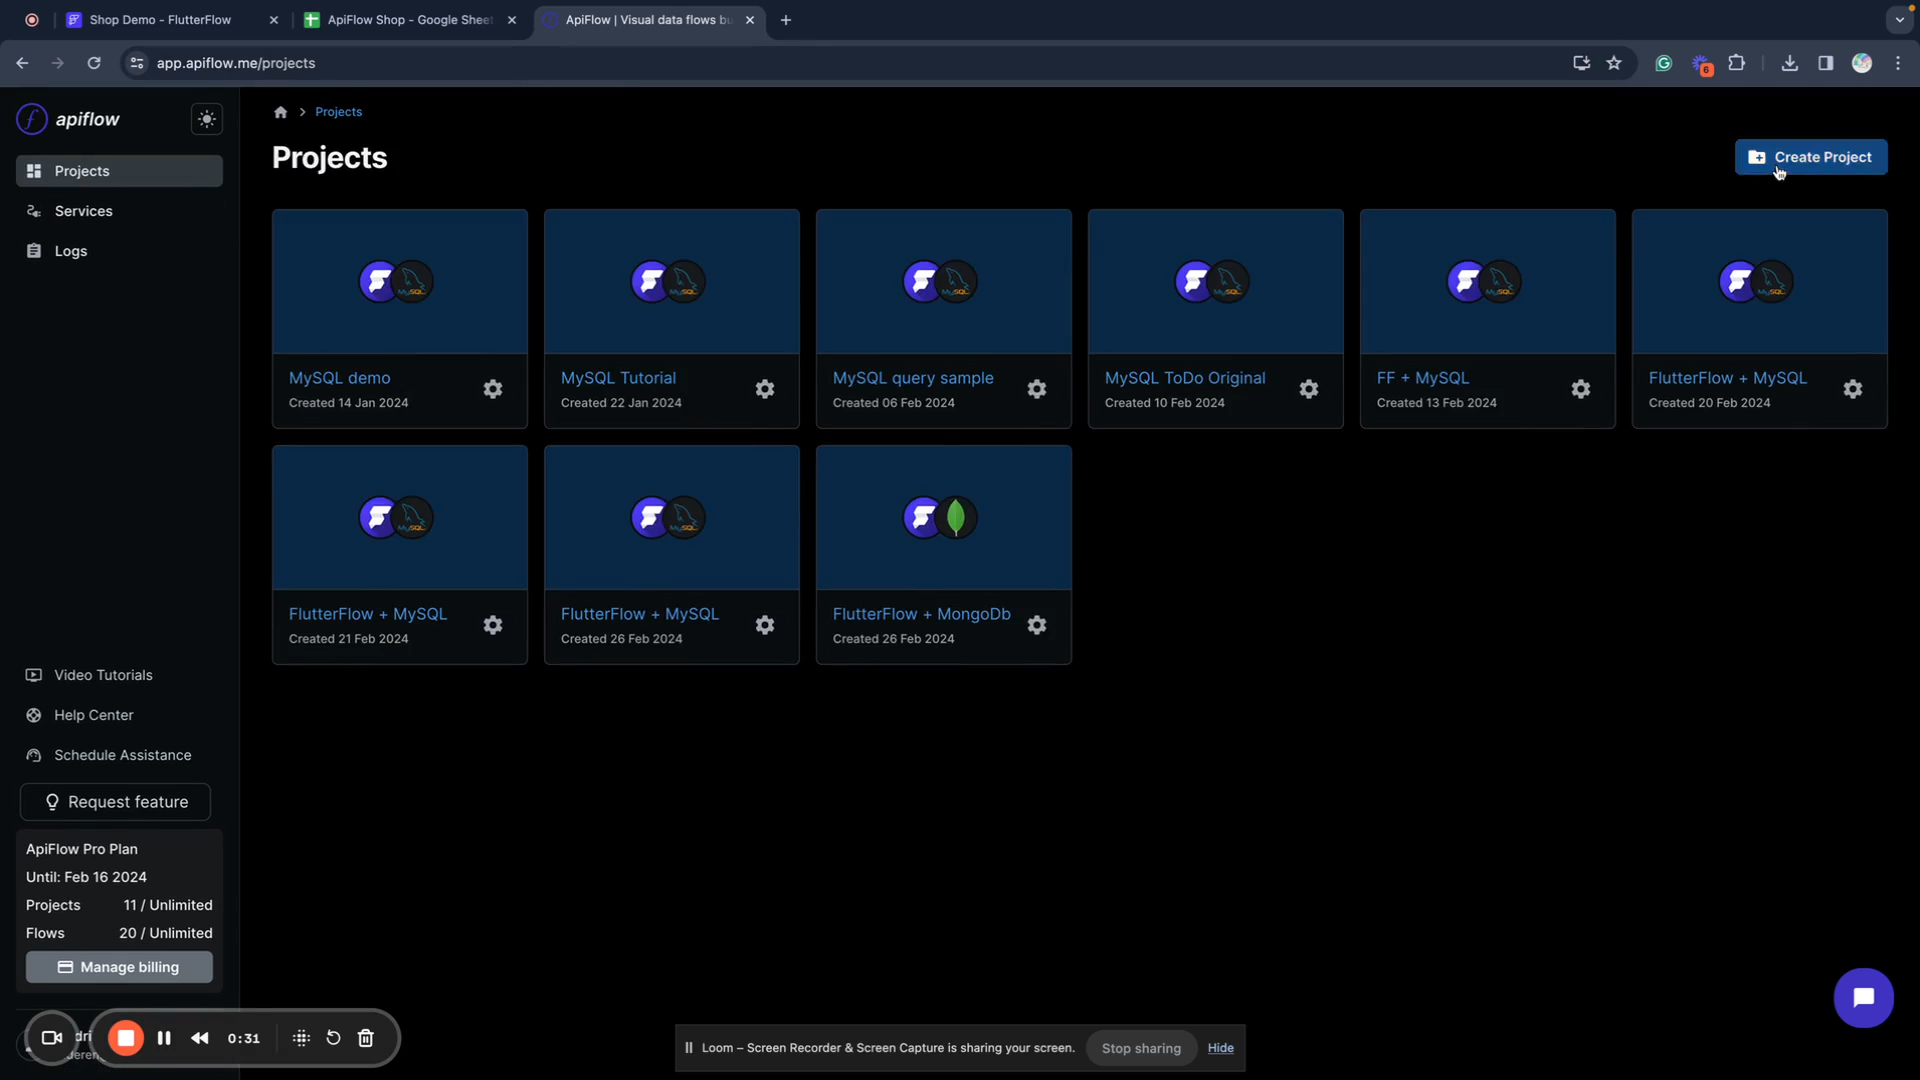 Shop Demo - FlutterFlow
ApiFlow Shop - Google Sheet
ApiFlow | Visual data flows bu
app.apiflow.me/projects
6
apiflow
Projects
Services
Logs
Projects
Projects
Create Project
MySQL demo
Created 14 Jan 2024
MySQL Tutorial
Created 22 Jan 2024
MySQL query sample
Created 06 Feb 2024
MySQL ToDo Original
Created 10 Feb 2024
FF + MySQL
Created 13 Feb 2024
FlutterFlow + MySQL
Created 20 Feb 2024
FlutterFlow + MySQL
Created 21 Feb 2024
FlutterFlow + MySQL
Created 26 Feb 2024
FlutterFlow + MongoDb
Created 26 Feb 2024
Video Tutorials
Help Center
Schedule Assistance
Request feature
ApiFlow Pro Plan
Until: Feb 16 2024
Projects 11 / Unlimited
Flows 20 / Unlimited
Manage billing
0:31
Loom – Screen Recorder & Screen Capture is sharing your screen.
Stop sharing
Hide